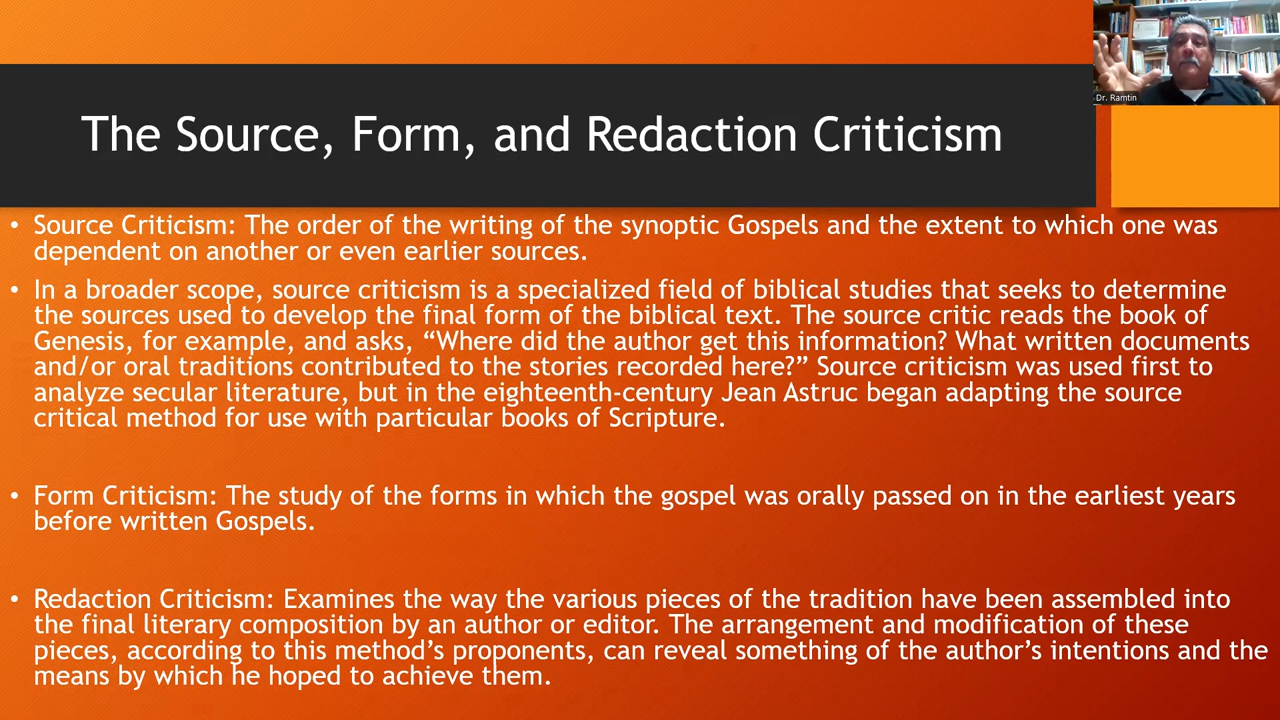 Dr. Ramtin
The Source, Form, and Redaction Criticism
• Source Criticism: The order of the writing of the synoptic Gospels and the extent to which one was
dependent on another or even earlier sources.
• In a broader scope, source criticism is a specialized field of biblical studies that seeks to determine
the sources used to develop the final form of the biblical text. The source critic reads the book of
Genesis, for example, and asks, “Where did the author get this information? What written documents
and/or oral traditions contributed to the stories recorded here?” Source criticism was used first to
analyze secular literature, but in the eighteenth-century Jean Astruc began adapting the source
critical method for use with particular books of Scripture.
• Form Criticism: The study of the forms in which the gospel was orally passed on in the earliest years
before written Gospels.
• Redaction Criticism: Examines the way the various pieces of the tradition have been assembled into
the final literary composition by an author or editor. The arrangement and modification of these
pieces, according to this method’s proponents, can reveal something of the author’s intentions and the
means by which he hoped to achieve them.